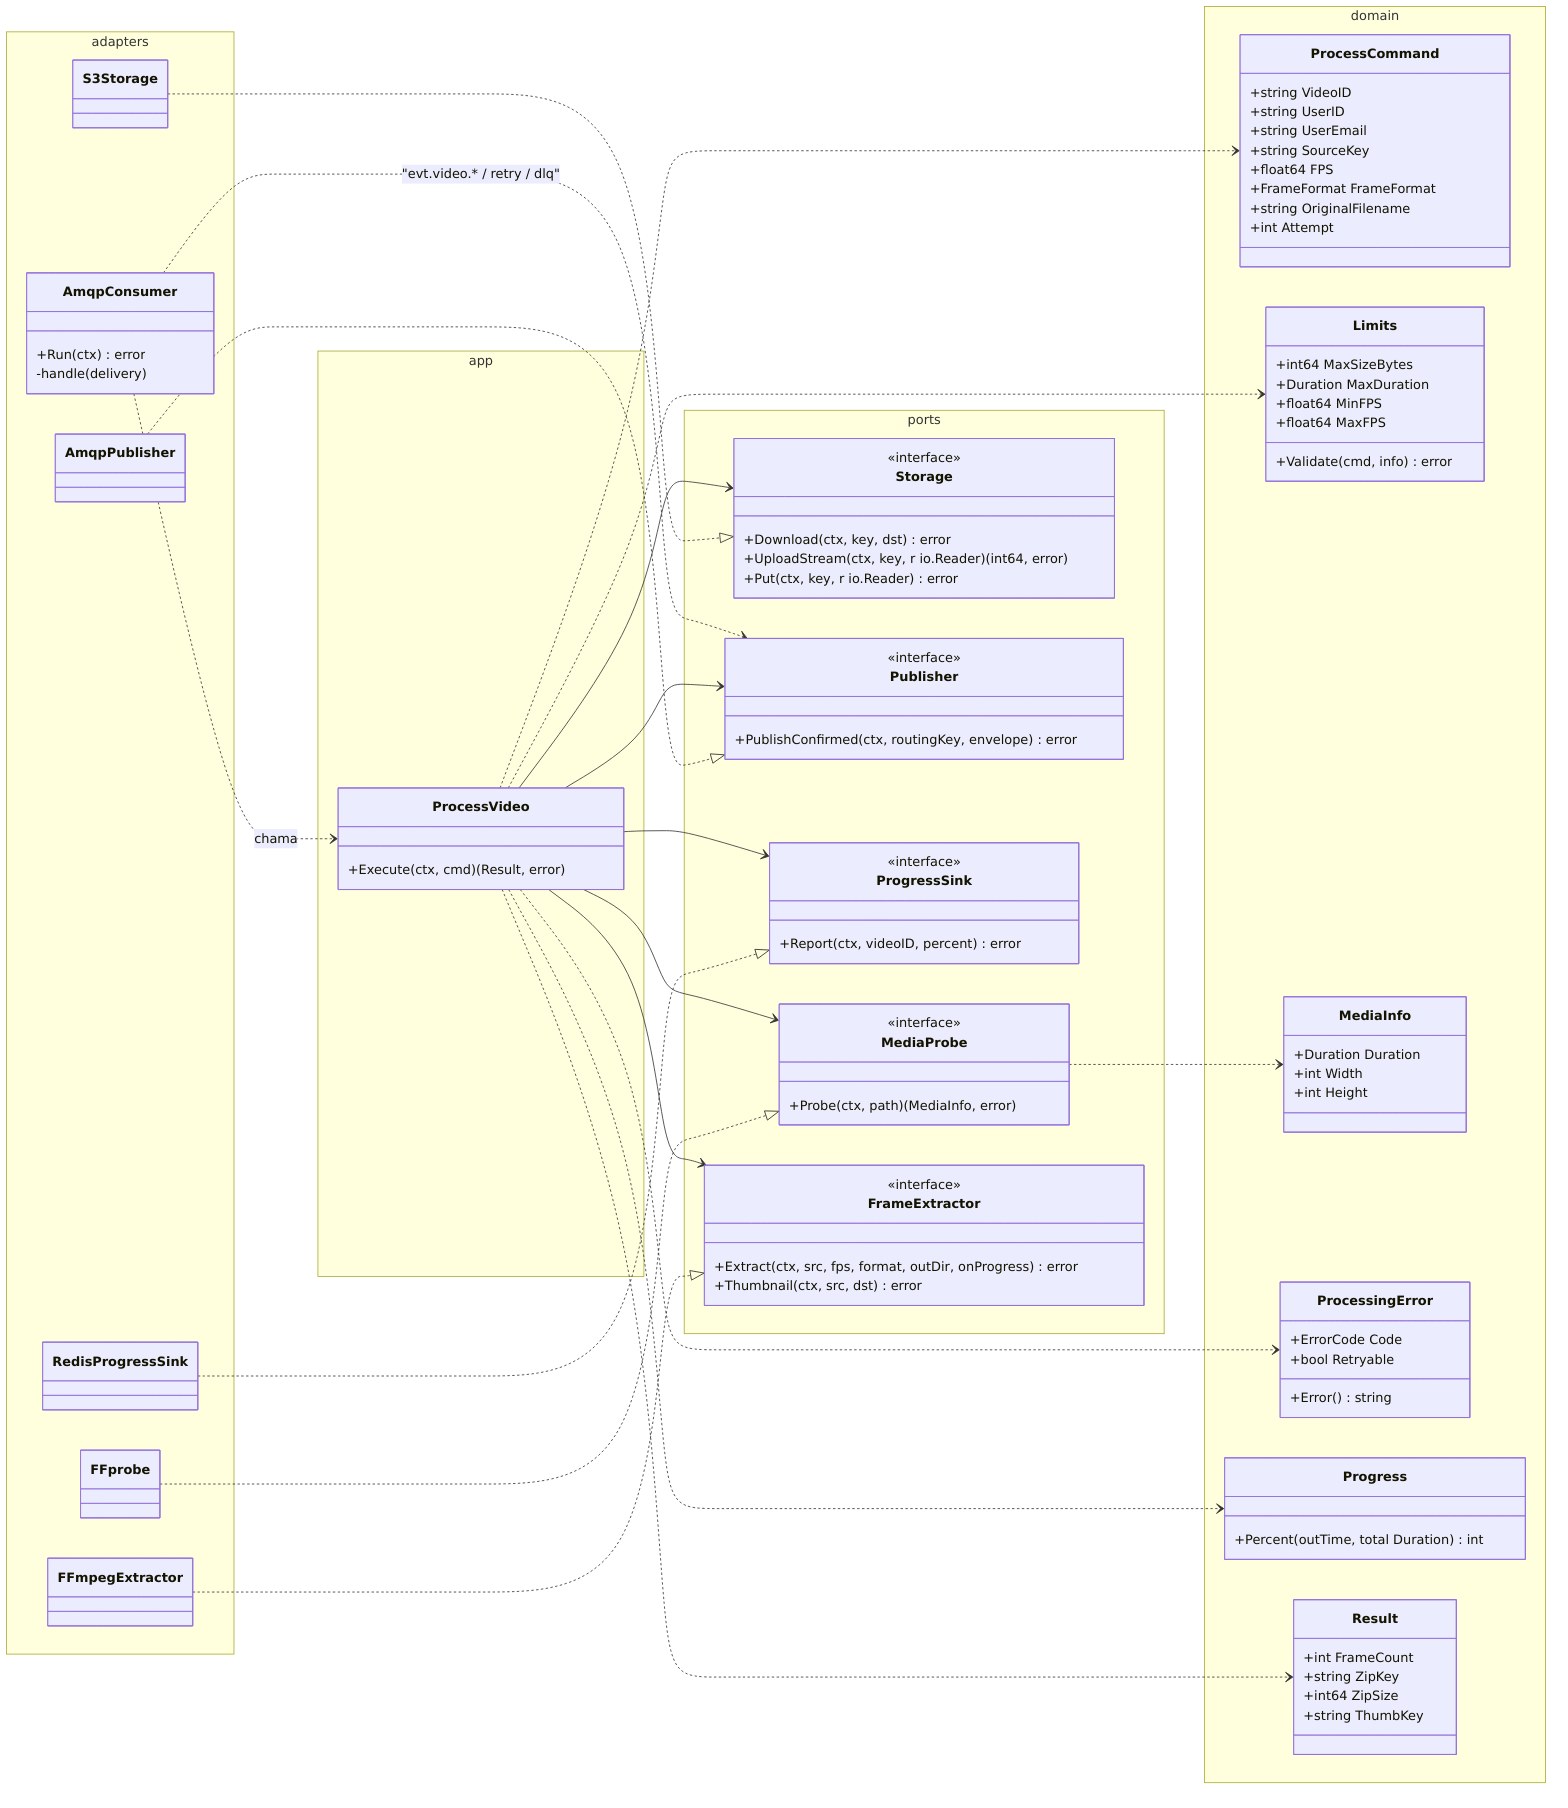 adapters
S3Storage
"evt.video.* / retry / dlq"
AmqpConsumer
+Run(ctx) : error
-handle(delivery)
AmqpPublisher
chama
RedisProgressSink
FFprobe
FFmpegExtractor
app
ProcessVideo
+Execute(ctx, cmd)(Result, error)
ports
«interface»
Storage
+Download(ctx, key, dst) : error
+UploadStream(ctx, key, r io.Reader)(int64, error)
+Put(ctx, key, r io.Reader) : error
«interface»
Publisher
+PublishConfirmed(ctx, routingKey, envelope) : error
«interface»
ProgressSink
+Report(ctx, videoID, percent) : error
«interface»
MediaProbe
+Probe(ctx, path)(MediaInfo, error)
«interface»
FrameExtractor
+Extract(ctx, src, fps, format, outDir, onProgress) : error
+Thumbnail(ctx, src, dst) : error
domain
ProcessCommand
+string VideoID
+string UserID
+string UserEmail
+string SourceKey
+float64 FPS
+FrameFormat FrameFormat
+string OriginalFilename
+int Attempt
Limits
+int64 MaxSizeBytes
+Duration MaxDuration
+float64 MinFPS
+float64 MaxFPS
+Validate(cmd, info) : error
MediaInfo
+Duration Duration
+int Width
+int Height
ProcessingError
+ErrorCode Code
+bool Retryable
+Error() : string
Progress
+Percent(outTime, total Duration) : int
Result
+int FrameCount
+string ZipKey
+int64 ZipSize
+string ThumbKey